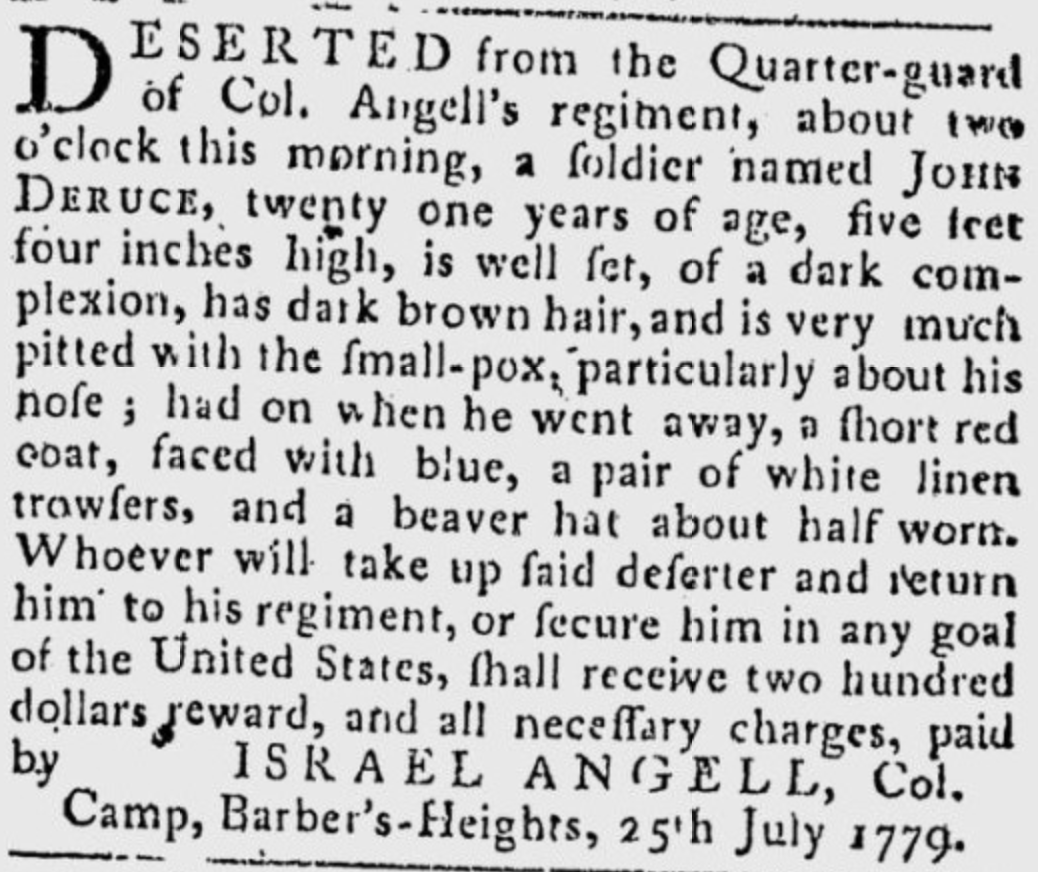 DESERTED from the Quarter-guard
of Col. Angell's regiment, about two
o'clock this morning, a ſoldier named JOHN
DERUCE, twenty one years of age, five feet
four inches high, is well ſet, of a dark com-
plexion, has dark brown hair, and is very much
pitted with the ſmall-pox, particularly about his
noſe ; had on when he went away, a ſhort red
coat, faced with blue, a pair of white linen
trowſers, and a beaver hat about half worn.
Whoever will take up ſaid deſerter and return
him to his regiment, or ſecure him in any goal
of the United States, ſhall receive two hundred
dollars reward, and all neceſſary charges, paid
by ISRAEL ANGELL, Col.
Camp, Barber's-Heights, 25th July 1779.